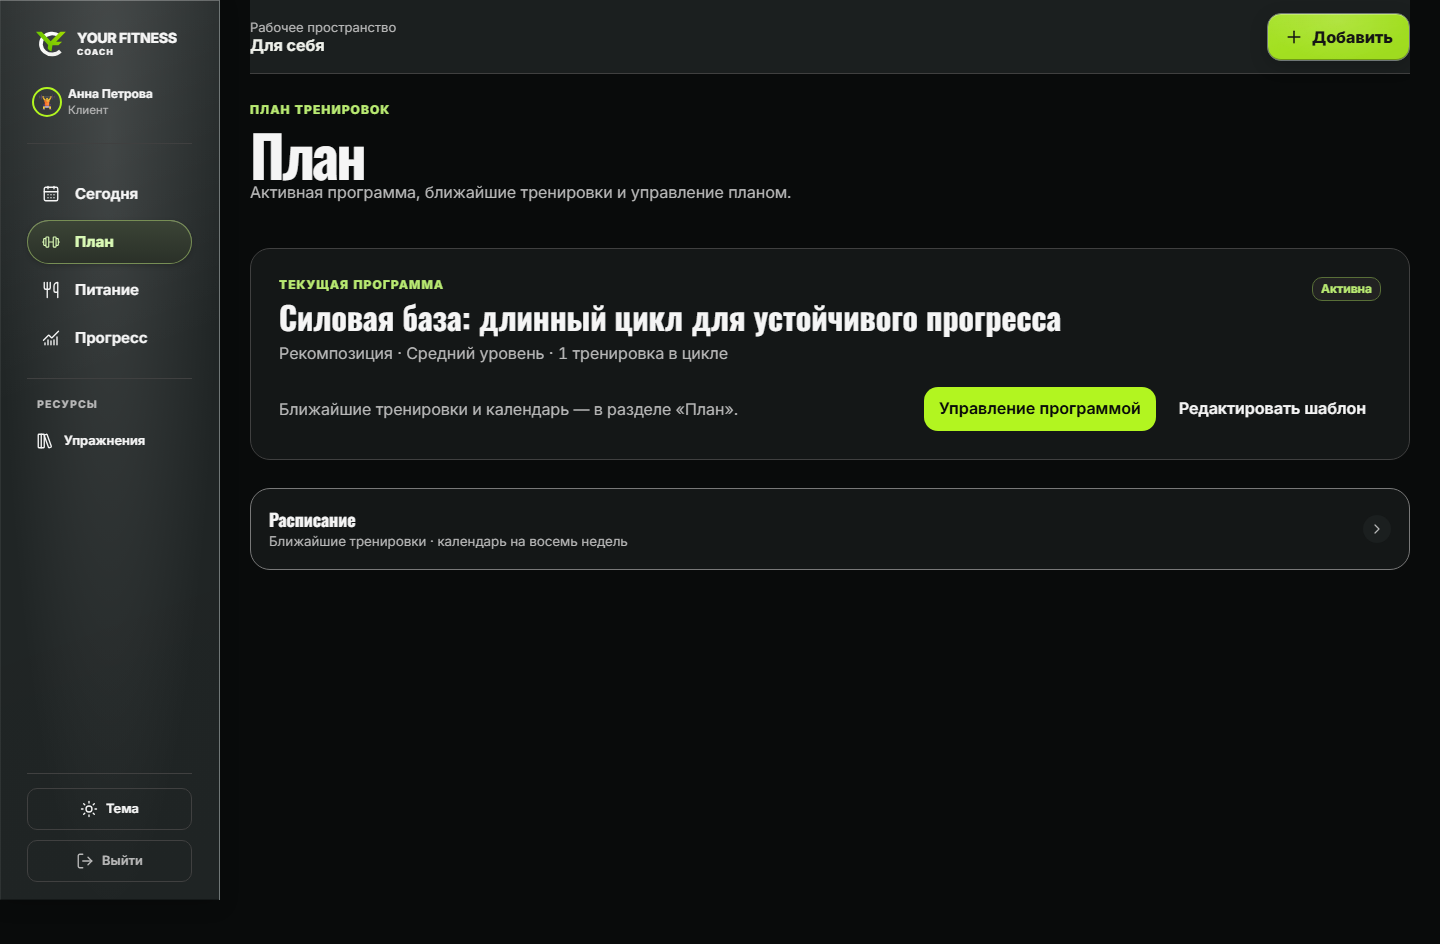 YOUR FITNESS
COACH
Анна Петрова
Клиент
Сегодня
План
Питание
Прогресс
РЕСУРСЫ
Упражнения
Тема
Выйти
Рабочее пространство
Для себя
Добавить
ПЛАН ТРЕНИРОВОК
План
Активная программа, ближайшие тренировки и управление планом.
ТЕКУЩАЯ ПРОГРАММА
Активна
Силовая база: длинный цикл для устойчивого прогресса
Рекомпозиция · Средний уровень · 1 тренировка в цикле
Ближайшие тренировки и календарь — в разделе «План».
Управление программой
Редактировать шаблон
Расписание
Ближайшие тренировки · календарь на восемь недель